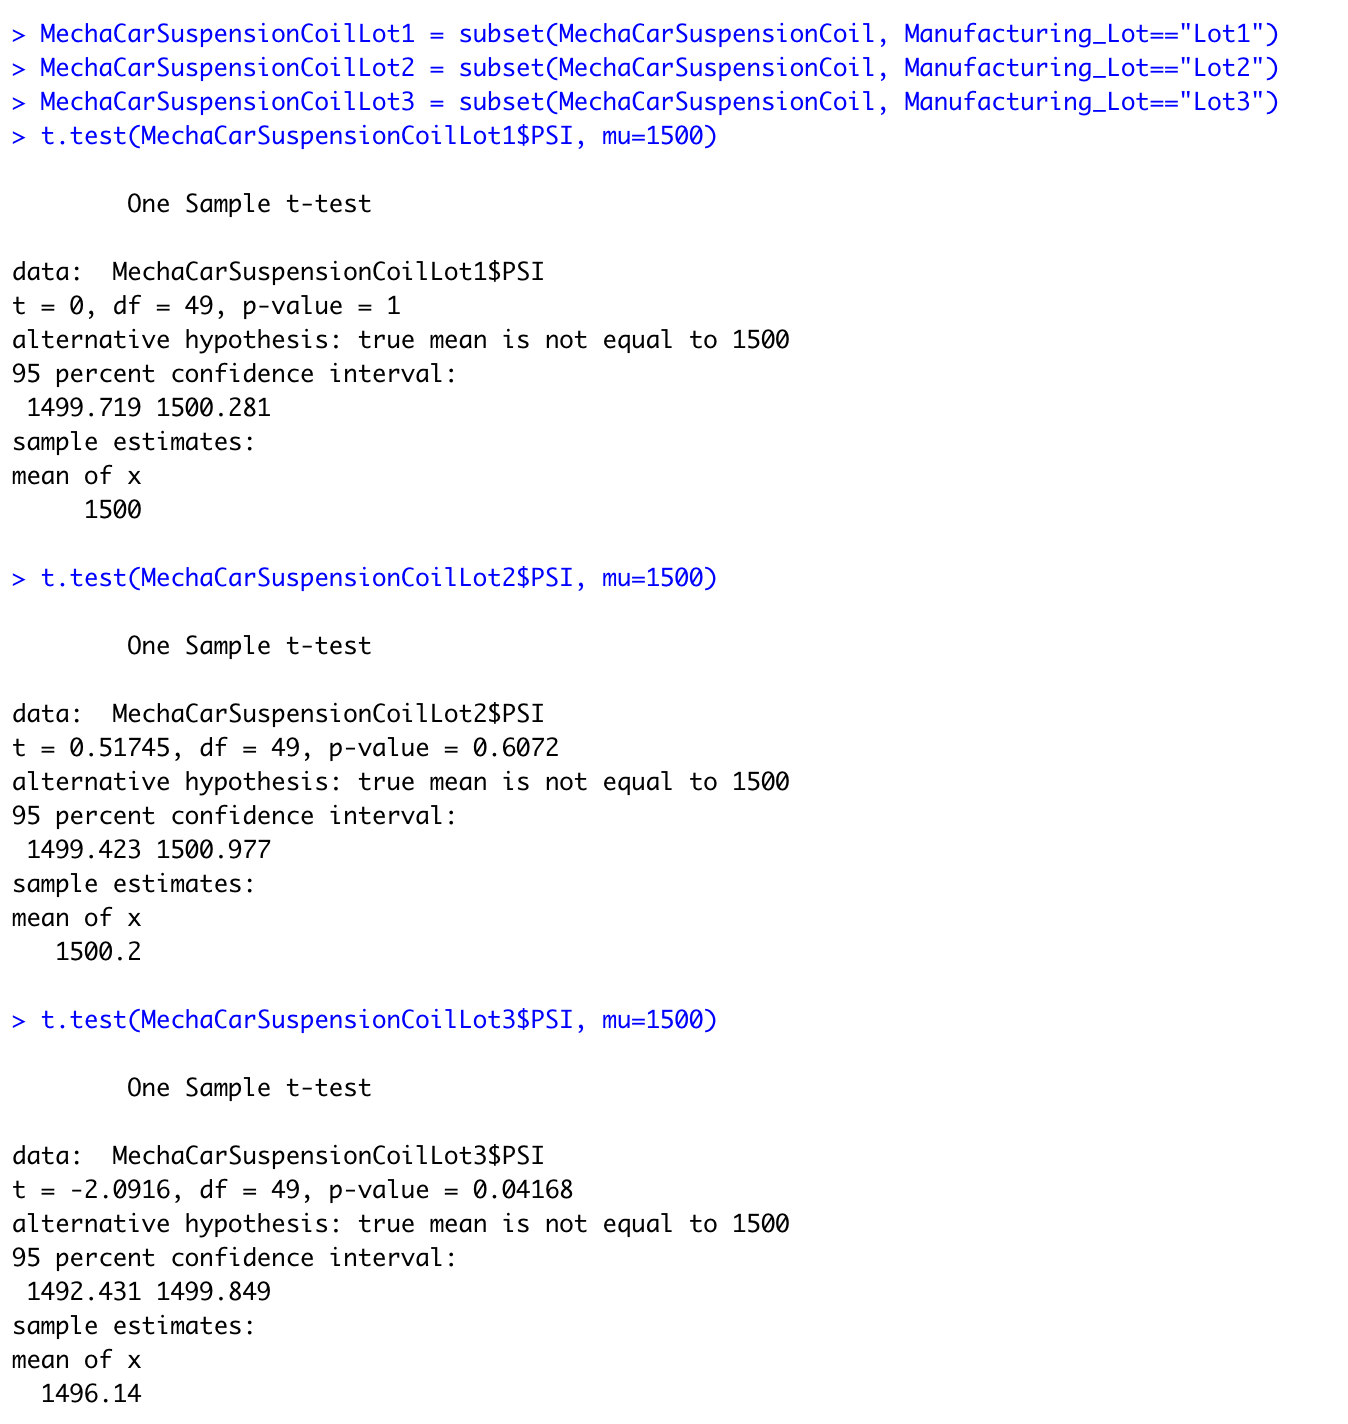 > MechaCarSuspensionCoilLot1 = subset(MechaCarSuspensionCoil, Manufacturing_Lot=="Lot1")
> MechaCarSuspensionCoilLot2 = subset(MechaCarSuspensionCoil, Manufacturing_Lot=="Lot2")
> MechaCarSuspensionCoilLot3 = subset(MechaCarSuspensionCoil, Manufacturing_Lot=="Lot3")
> t.test(MechaCarSuspensionCoilLot1$PSI, mu=1500)
One Sample t-test
data:  MechaCarSuspensionCoilLot1$PSI
t = 0, df = 49, p-value = 1
alternative hypothesis: true mean is not equal to 1500
95 percent confidence interval:
1499.719 1500.281
sample estimates:
mean of x
1500
> t.test(MechaCarSuspensionCoilLot2$PSI, mu=1500)
One Sample t-test
data:  MechaCarSuspensionCoilLot2$PSI
t = 0.51745, df = 49, p-value = 0.6072
alternative hypothesis: true mean is not equal to 1500
95 percent confidence interval:
1499.423 1500.977
sample estimates:
mean of x
1500.2
> t.test(MechaCarSuspensionCoilLot3$PSI, mu=1500)
One Sample t-test
data:  MechaCarSuspensionCoilLot3$PSI
t = -2.0916, df = 49, p-value = 0.04168
alternative hypothesis: true mean is not equal to 1500
95 percent confidence interval:
1492.431 1499.849
sample estimates:
mean of x
1496.14